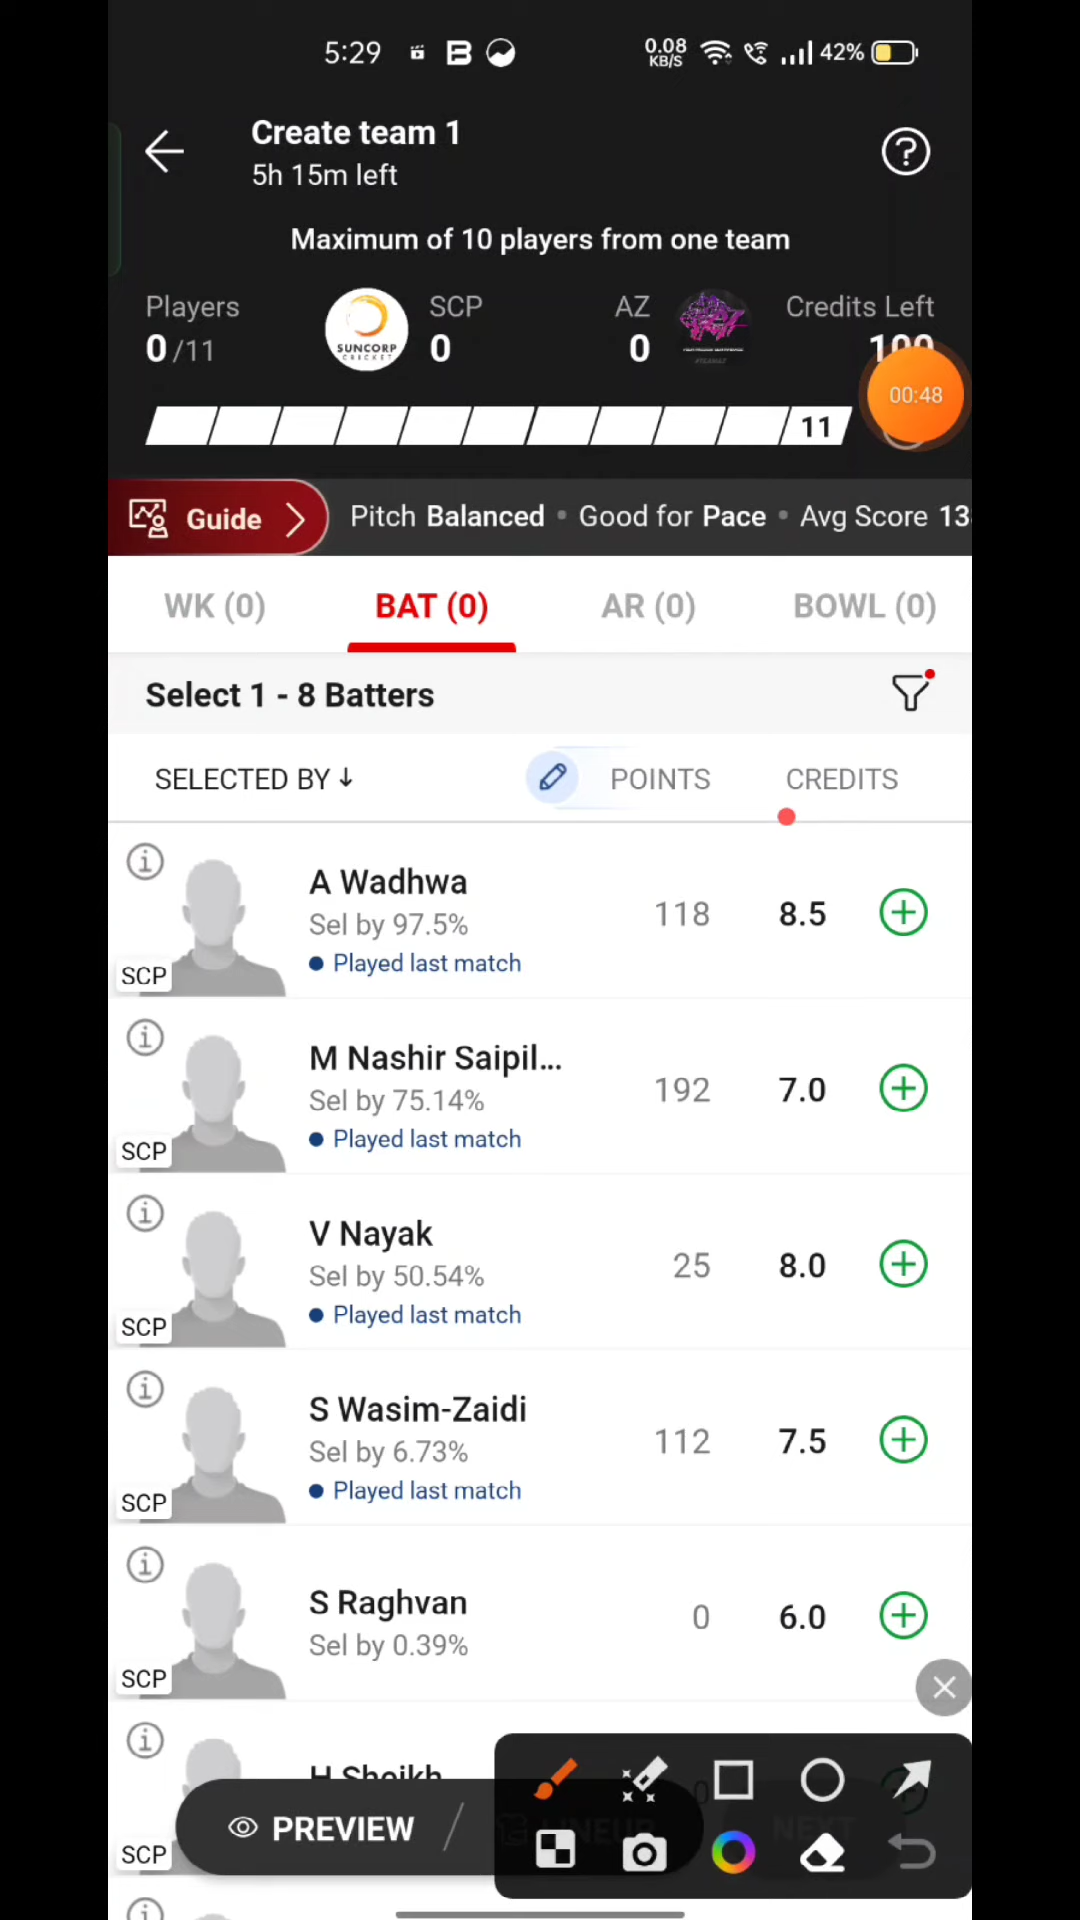 5:29
0.08 KB/S
42%
Create team 1
5h 15m left
Maximum of 10 players from one team
Players
0/11
SUNCORP
CRICKET
SCP
0
AZ
0
Credits Left
100
00:48
11
Guide
Pitch Balanced • Good for Pace • Avg Score 13
WK (0)
BAT (0)
AR (0)
BOWL (0)
Select 1 - 8 Batters
SELECTED BY ↓
POINTS
CREDITS
A Wadhwa
Sel by 97.5%
Played last match
SCP
118
8.5
M Nashir Saipil...
Sel by 75.14%
Played last match
SCP
192
7.0
V Nayak
Sel by 50.54%
Played last match
SCP
25
8.0
S Wasim-Zaidi
Sel by 6.73%
Played last match
SCP
112
7.5
S Raghvan
Sel by 0.39%
SCP
0
6.0
H Sheikh
SCP
PREVIEW
LINEUP
NEXT